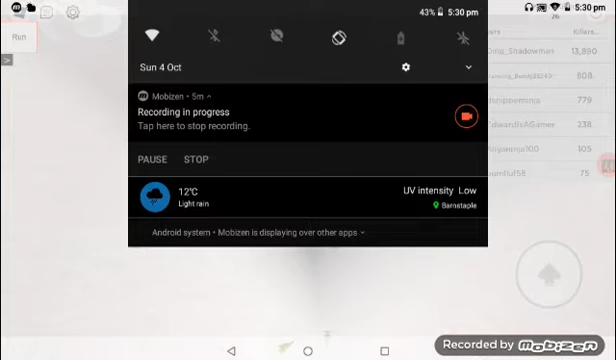 43% 5:30 pm
5:30 pm
Sun 4 Oct
Run
>
26
Killers...
13,890
808
779
238
105
75
Mobizen • 5m
Recording in progress
Tap here to stop recording.
PAUSE STOP
12°C
Light rain
UV intensity Low
Barnstaple
Android system • Mobizen is displaying over other apps
Recorded by mobizen